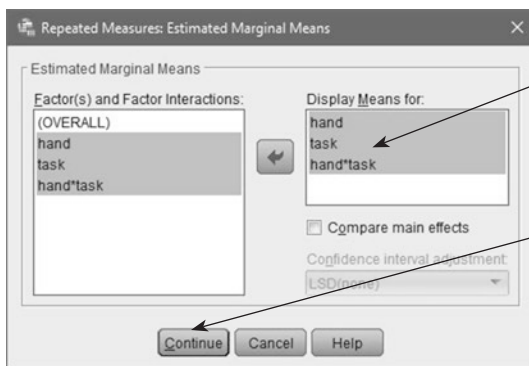 Repeated Measures: Estimated Marginal Means
Estimated Marginal Means
Factor(s) and Factor Interactions:
(OVERALL)
hand
task
hand*task
Display Means for:
hand
task
hand*task
Compare main effects
Confidence interval adjustment:
LSD(none)
Continue Cancel Help